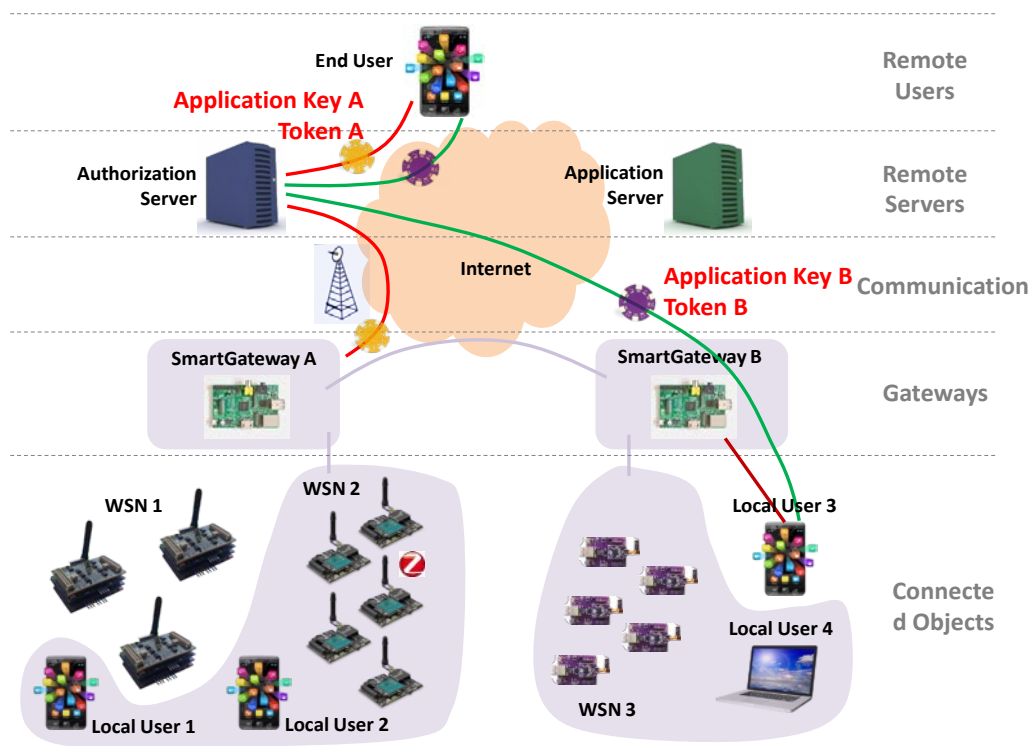 End User
Remote
Users
Application Key A
Token A
Authorization
Server
Application
Server
Remote
Servers
Internet
Application Key B
Token B
Communication
SmartGateway A
SmartGateway B
Gateways
WSN 1
WSN 2
Z
Local User 3
Connecte
d Objects
Local User 4
WSN 3
Local User 1
Local User 2